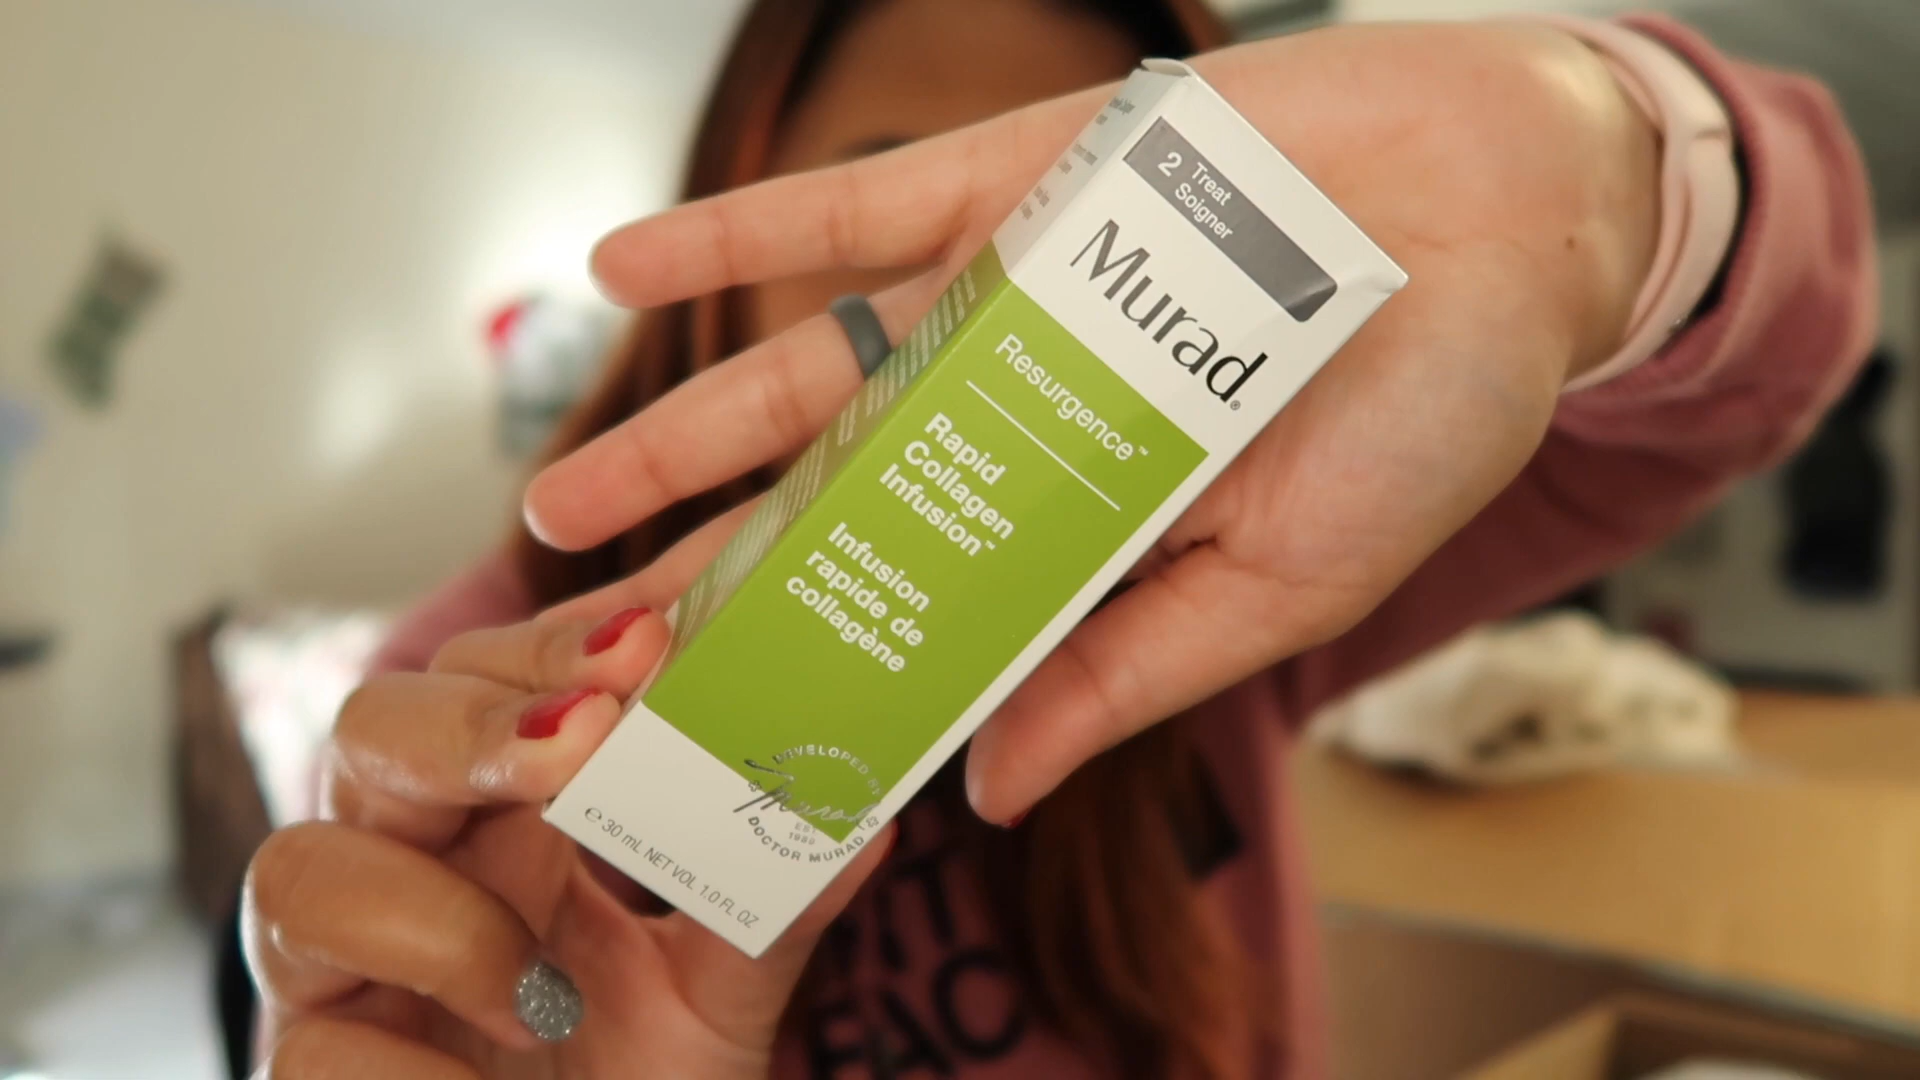 2 Treat
Soigner
Murad®
Resurgence™
Rapid
Collagen
Infusion™
Infusion
rapide de
collagène
DEVELOPED BY
Murad
EST.
1989
DOCTOR MURAD
℮ 30 mL NET VOL 1.0 FL OZ